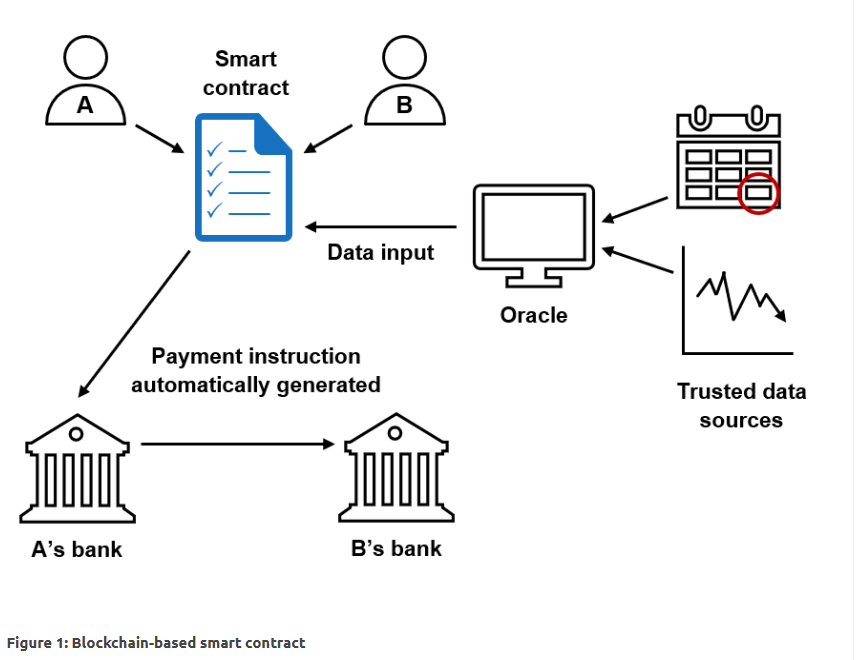 Smart
contract
A
B
Data input
Oracle
Payment instruction
automatically generated
Trusted data
sources
A’s bank
B’s bank
Figure 1: Blockchain-based smart contract